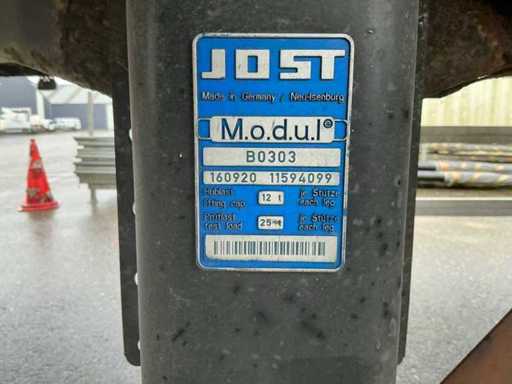 JOST
Made in Germany / Neu-Isenburg
M.o.d.u.l e
B0303
160920 11594099
Hublast 12 t je Stütze
lifting cap. each leg
Prüflast 25 t je Stütze
test load each leg